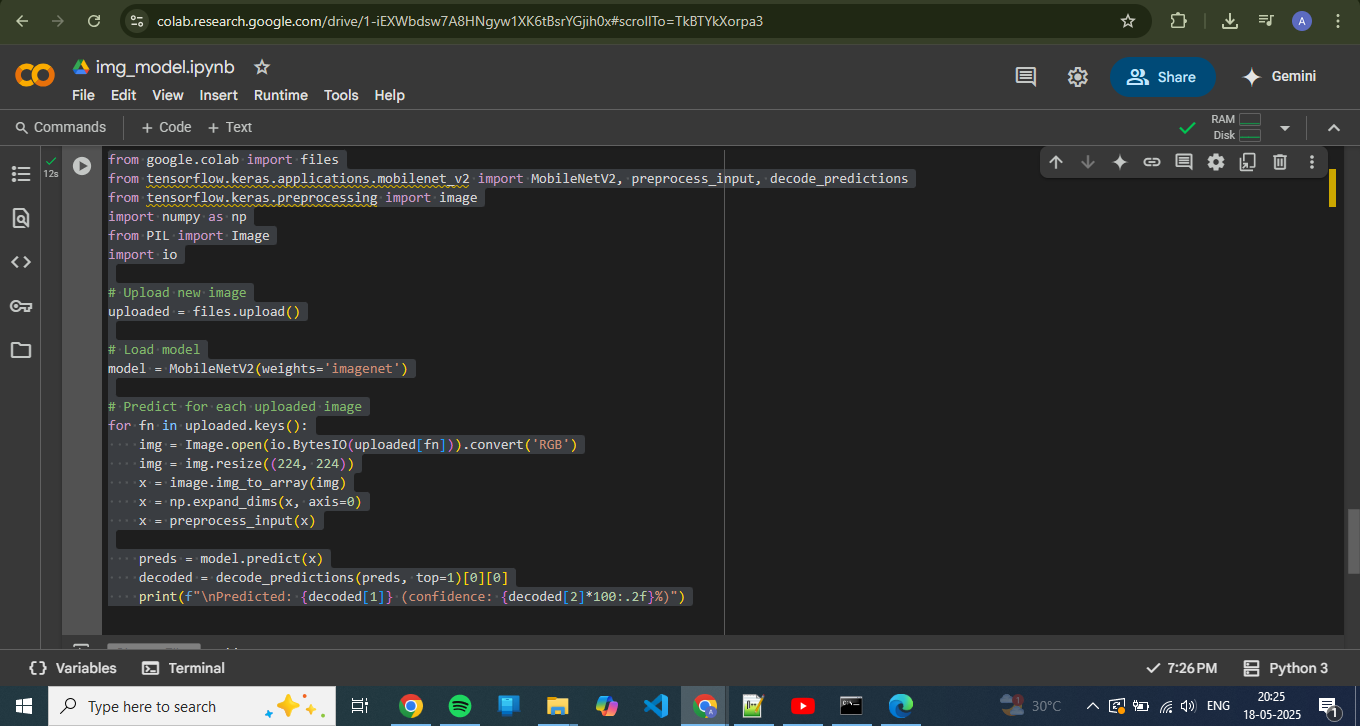 colab.research.google.com/drive/1-iEXWbdsw7A8HNgyw1XK6tBsrYGjih0x#scrollTo=TkBTYkXorpa3
A
img_model.ipynb
File Edit View Insert Runtime Tools Help
Share
Gemini
Commands + Code + Text
RAM
Disk
12s
from google.colab import files
from tensorflow.keras.applications.mobilenet_v2 import MobileNetV2, preprocess_input, decode_predictions
from tensorflow.keras.preprocessing import image
import numpy as np
from PIL import Image
import io
# Upload new image
uploaded = files.upload()
# Load model
model = MobileNetV2(weights='imagenet')
# Predict for each uploaded image
for fn in uploaded.keys():
    img = Image.open(io.BytesIO(uploaded[fn])).convert('RGB')
    img = img.resize((224, 224))
    x = image.img_to_array(img)
    x = np.expand_dims(x, axis=0)
    x = preprocess_input(x)
    preds = model.predict(x)
    decoded = decode_predictions(preds, top=1)[0][0]
    print(f"\nPredicted: {decoded[1]} (confidence: {decoded[2]*100:.2f}%)")
Variables Terminal
7:26 PM Python 3
Type here to search
1
30°C
ENG
20:25
18-05-2025
1